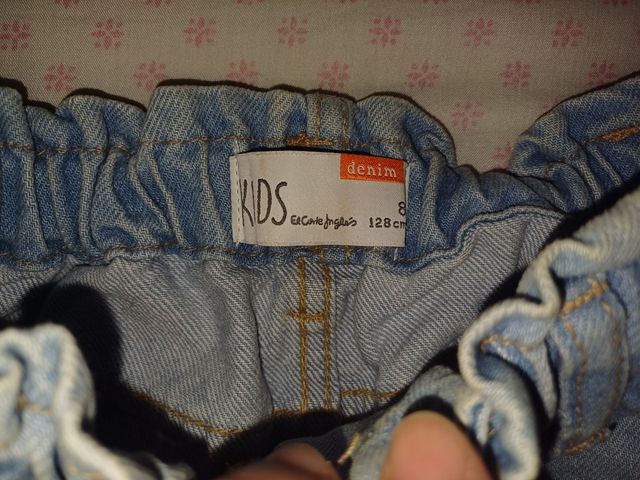 denim
KIDS El Corte Inglés
8
128 cm